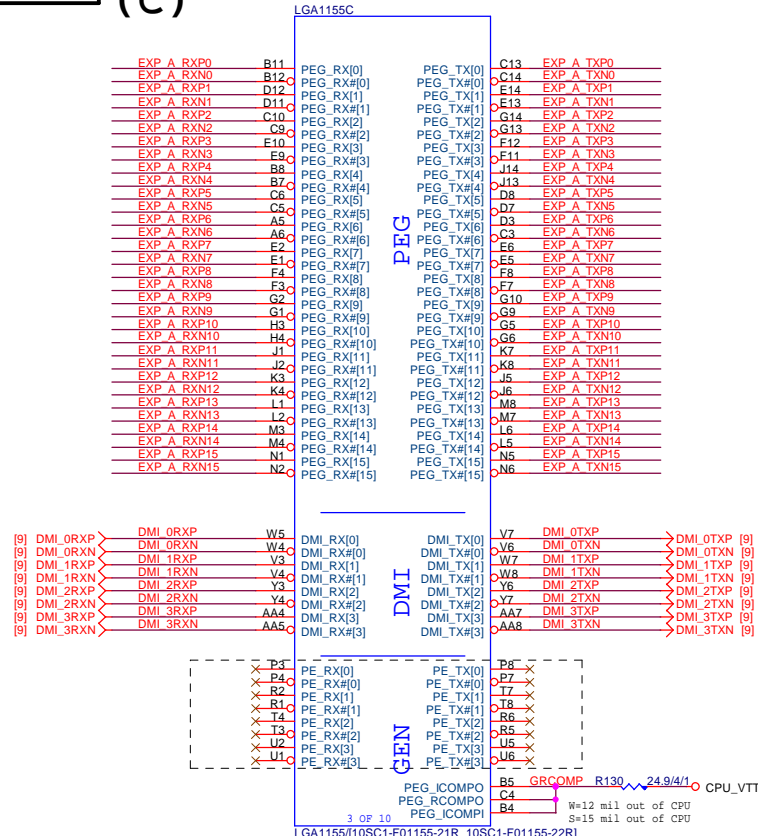 (C)
LGA1155C
EXP_A_RXP0 B11 PEG_RX[0] PEG_TX[0] C13 EXP_A_TXP0
EXP_A_RXN0 B12 PEG_RX#[0] PEG_TX#[0] C14 EXP_A_TXN0
EXP_A_RXP1 D12 PEG_RX[1] PEG_TX[1] E14 EXP_A_TXP1
EXP_A_RXN1 D11 PEG_RX#[1] PEG_TX#[1] E13 EXP_A_TXN1
EXP_A_RXP2 C10 PEG_RX[2] PEG_TX[2] G14 EXP_A_TXP2
EXP_A_RXN2 C9 PEG_RX#[2] PEG_TX#[2] G13 EXP_A_TXN2
EXP_A_RXP3 E10 PEG_RX[3] PEG_TX[3] F12 EXP_A_TXP3
EXP_A_RXN3 E9 PEG_RX#[3] PEG_TX#[3] F11 EXP_A_TXN3
EXP_A_RXP4 B8 PEG_RX[4] PEG_TX[4] J14 EXP_A_TXP4
EXP_A_RXN4 B7 PEG_RX#[4] PEG_TX#[4] J13 EXP_A_TXN4
EXP_A_RXP5 C6 PEG_RX[5] PEG_TX[5] D8 EXP_A_TXP5
EXP_A_RXN5 C5 PEG_RX#[5] PEG_TX#[5] D7 EXP_A_TXN5
EXP_A_RXP6 A5 PEG_RX[6] PEG_TX[6] D3 EXP_A_TXP6
EXP_A_RXN6 A6 PEG_RX#[6] PEG_TX#[6] C3 EXP_A_TXN6
EXP_A_RXP7 E2 PEG_RX[7] PEG_TX[7] E6 EXP_A_TXP7
EXP_A_RXN7 E1 PEG_RX#[7] PEG_TX#[7] E5 EXP_A_TXN7
EXP_A_RXP8 F4 PEG_RX[8] PEG_TX[8] F8 EXP_A_TXP8
EXP_A_RXN8 F3 PEG_RX#[8] PEG_TX#[8] F7 EXP_A_TXN8
EXP_A_RXP9 G2 PEG_RX[9] PEG_TX[9] G10 EXP_A_TXP9
EXP_A_RXN9 G1 PEG_RX#[9] PEG_TX#[9] G9 EXP_A_TXN9
EXP_A_RXP10 H3 PEG_RX[10] PEG_TX[10] G5 EXP_A_TXP10
EXP_A_RXN10 H4 PEG_RX#[10] PEG_TX#[10] G6 EXP_A_TXN10
EXP_A_RXP11 J1 PEG_RX[11] PEG_TX[11] K7 EXP_A_TXP11
EXP_A_RXN11 J2 PEG_RX#[11] PEG_TX#[11] K8 EXP_A_TXN11
EXP_A_RXP12 K3 PEG_RX[12] PEG_TX[12] J5 EXP_A_TXP12
EXP_A_RXN12 K4 PEG_RX#[12] PEG_TX#[12] J6 EXP_A_TXN12
EXP_A_RXP13 L1 PEG_RX[13] PEG_TX[13] M8 EXP_A_TXP13
EXP_A_RXN13 L2 PEG_RX#[13] PEG_TX#[13] M7 EXP_A_TXN13
EXP_A_RXP14 M3 PEG_RX[14] PEG_TX[14] L6 EXP_A_TXP14
EXP_A_RXN14 M4 PEG_RX#[14] PEG_TX#[14] L5 EXP_A_TXN14
EXP_A_RXP15 N1 PEG_RX[15] PEG_TX[15] N5 EXP_A_TXP15
EXP_A_RXN15 N2 PEG_RX#[15] PEG_TX#[15] N6 EXP_A_TXN15
PEG
[9] DMI_0RXP DMI_0RXP W5 DMI_RX[0] DMI_TX[0] V7 DMI_0TXP DMI_0TXP [9]
[9] DMI_0RXN DMI_0RXN W4 DMI_RX#[0] DMI_TX#[0] V6 DMI_0TXN DMI_0TXN [9]
[9] DMI_1RXP DMI_1RXP V3 DMI_RX[1] DMI_TX[1] W7 DMI_1TXP DMI_1TXP [9]
[9] DMI_1RXN DMI_1RXN V4 DMI_RX#[1] DMI_TX#[1] W8 DMI_1TXN DMI_1TXN [9]
[9] DMI_2RXP DMI_2RXP Y3 DMI_RX[2] DMI_TX[2] Y6 DMI_2TXP DMI_2TXP [9]
[9] DMI_2RXN DMI_2RXN Y4 DMI_RX#[2] DMI_TX#[2] Y7 DMI_2TXN DMI_2TXN [9]
[9] DMI_3RXP DMI_3RXP AA4 DMI_RX[3] DMI_TX[3] AA7 DMI_3TXP DMI_3TXP [9]
[9] DMI_3RXN DMI_3RXN AA5 DMI_RX#[3] DMI_TX#[3] AA8 DMI_3TXN DMI_3TXN [9]
DMI
P3 PE_RX[0] PE_TX[0] P8
P4 PE_RX#[0] PE_TX#[0] P7
R2 PE_RX[1] PE_TX[1] T7
R1 PE_RX#[1] PE_TX#[1] T8
T4 PE_RX[2] PE_TX[2] R6
T3 PE_RX#[2] PE_TX#[2] R5
U2 PE_RX[3] PE_TX[3] U5
U1 PE_RX#[3] PE_TX#[3] U6
GEN
PEG_ICOMPO B5 GRCOMP R130 24.9/4/1 CPU_VTT
PEG_RCOMPO C4
PEG_ICOMPI B4
W=12 mil out of CPU
S=15 mil out of CPU
3 OF 10
LGA1155/[10SC1-F01155-21R_10SC1-F01155-22R]